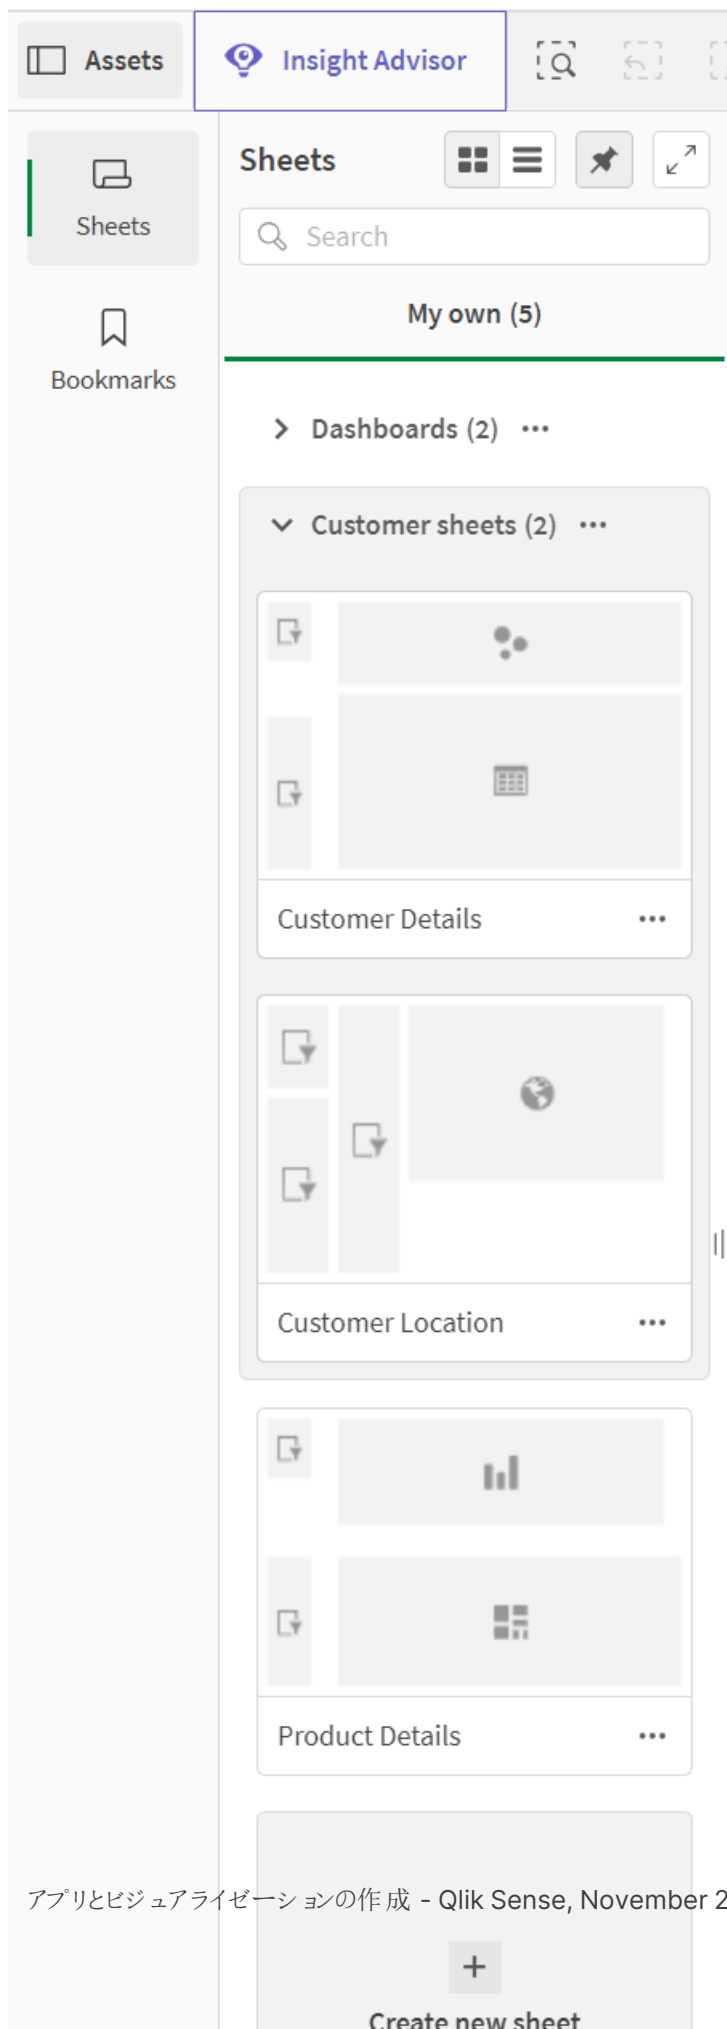 Assets
Insight Advisor
Sheets
Sheets
Search
Bookmarks
My own (5)
Dashboards (2)
Customer sheets (2)
Customer Details
Customer Location
Product Details
アプリとビジュアライゼーションの作成 - Qlik Sense, November 2
Create new sheet